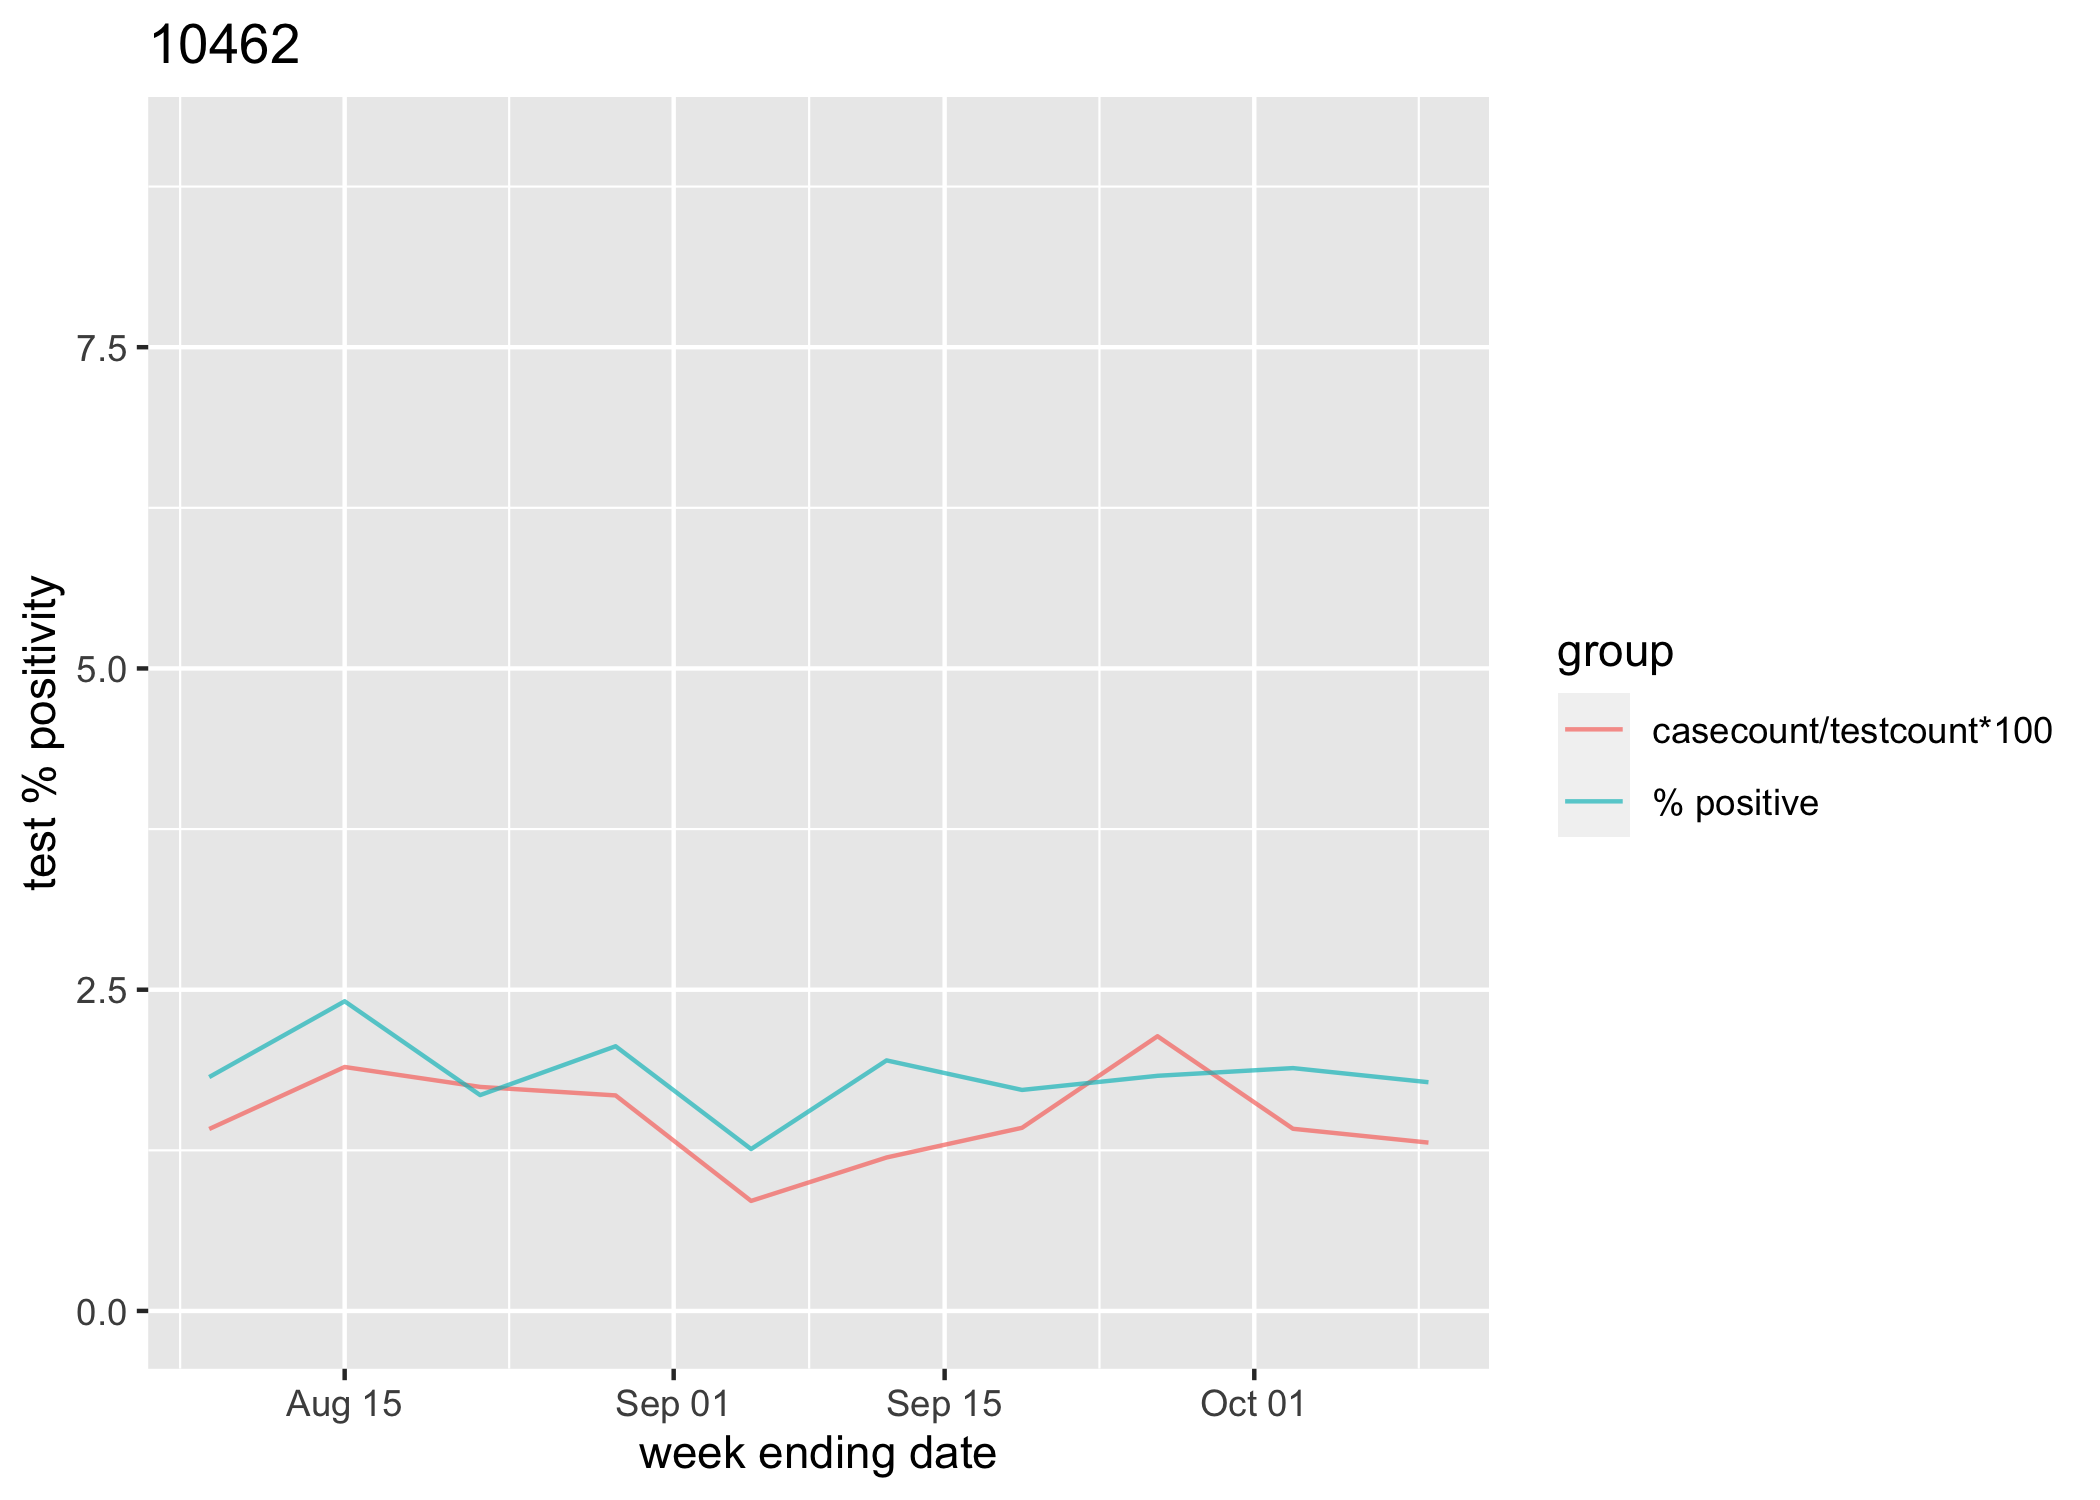 10462
test % positivity
7.5
5.0
2.5
0.0
Aug 15
Sep 01
Sep 15
Oct 01
week ending date
group
casecount/testcount*100
% positive